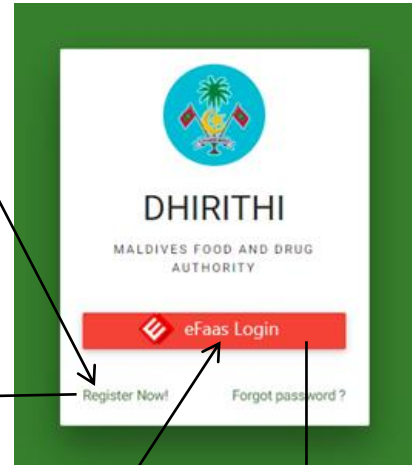 DHIRITHI
MALDIVES FOOD AND DRUG
AUTHORITY
eFaas Login
Register Now! Forgot password ?